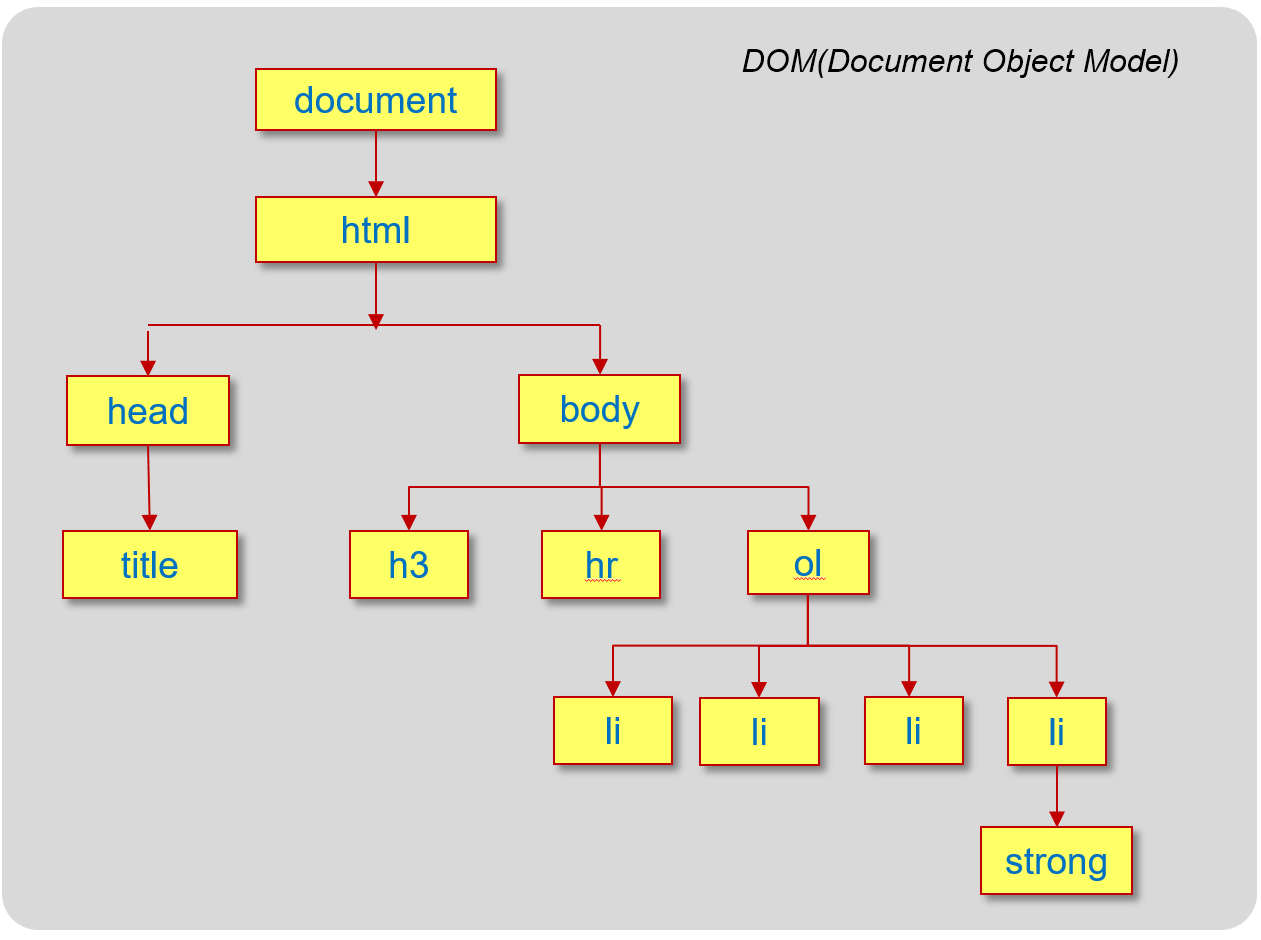 DOM(Document Object Model)
document
html
head
body
title
h3
hr
ol
li
li
li
li
strong